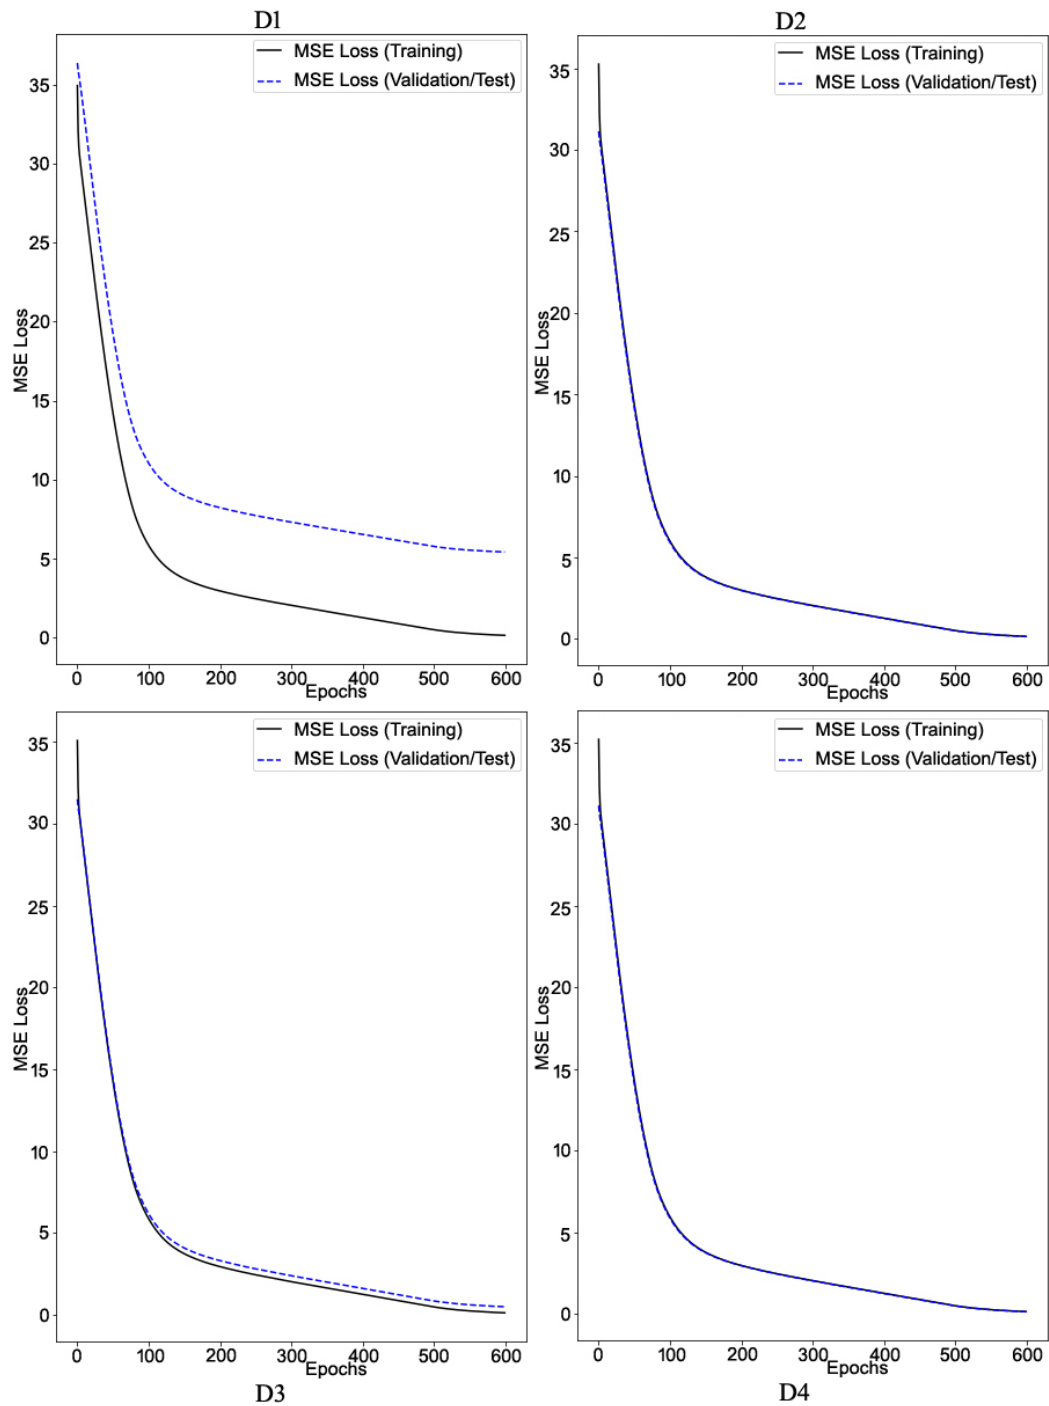 D1
MSE Loss (Training)
MSE Loss (Validation/Test)
35
30
25
20
15
10
5
0
MSE Loss
0 100 200 300 400 500 600
Epochs
D2
MSE Loss (Training)
MSE Loss (Validation/Test)
35
30
25
20
15
10
5
0
MSE Loss
0 100 200 300 400 500 600
Epochs
MSE Loss (Training)
MSE Loss (Validation/Test)
35
30
25
20
15
10
5
0
MSE Loss
0 100 200 300 400 500 600
Epochs
D3
MSE Loss (Training)
MSE Loss (Validation/Test)
35
30
25
20
15
10
5
0
MSE Loss
0 100 200 300 400 500 600
Epochs
D4